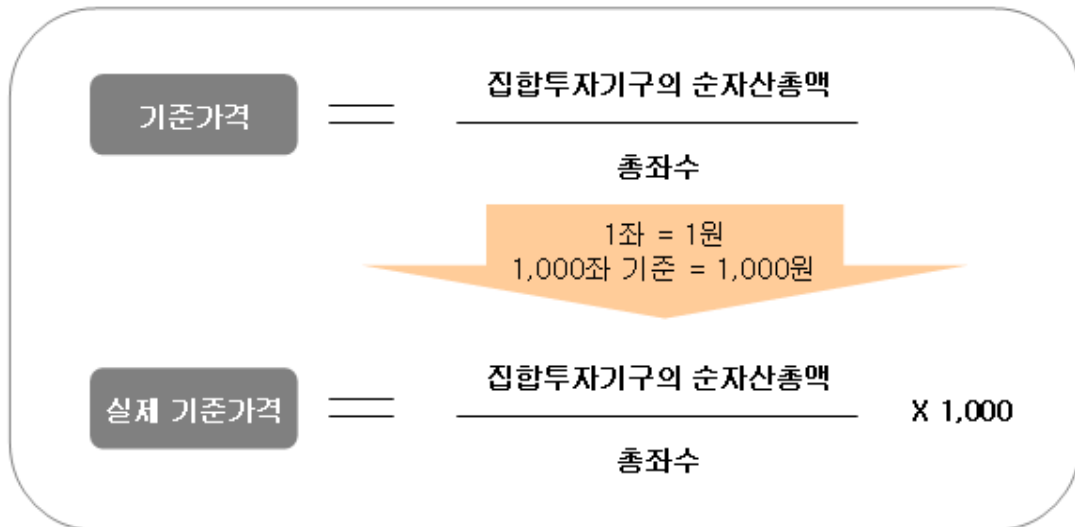 집합투자기구의 순자산총액
기준가격
총좌수
1좌 = 1원
1,000좌 기준 = 1,000원
집합투자기구의 순자산총액
실제 기준가격
X 1,000
총좌수